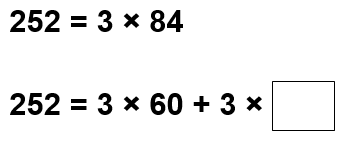 252 = 3 × 84
252 = 3 × 60 + 3 ×